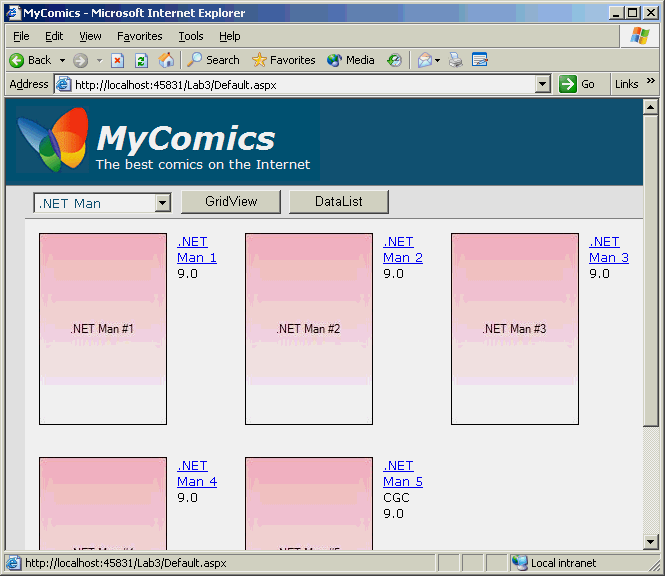 MyComics - Microsoft Internet Explorer
File Edit View Favorites Tools Help
Back Search Favorites Media
Address http://localhost:45831/Lab3/Default.aspx Go Links »
MyComics
The best comics on the Internet
.NET Man GridView DataList
.NET Man #1
.NET
Man 1
9.0
.NET Man #2
.NET
Man 2
9.0
.NET Man #3
.NET
Man 3
9.0
.NET
Man 4
9.0
.NET
Man 5
CGC
9.0
http://localhost:45831/Lab3/Default.aspx Local intranet